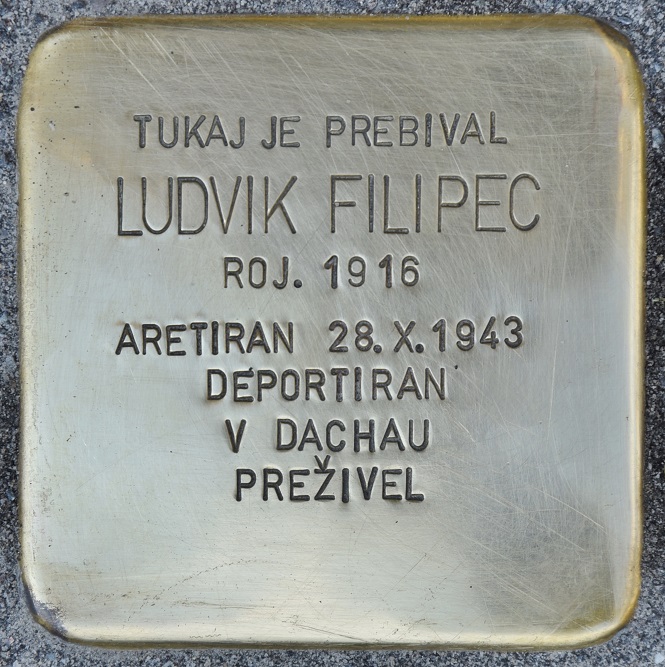 TUKAJ JE PREBIVAL
LUDVIK FILIPEC
ROJ. 1916
ARETIRAN 28.X.1943
DEPORTIRAN
V DACHAU
PREŽIVEL